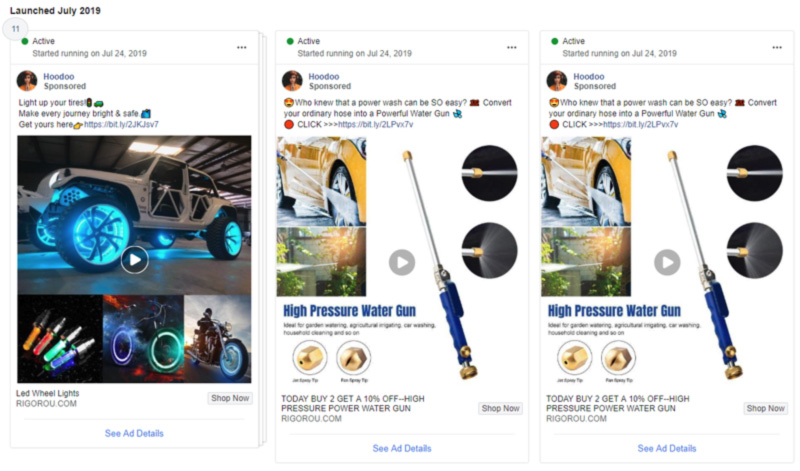 Launched July 2019
11
Active
Started running on Jul 24, 2019
Hoodoo
Sponsored
Light up your tires!
Make every journey bright & safe.
Get yours here👉https://bit.ly/2JKJsv7
Led Wheel Lights
RIGOROU.COM
Shop Now
See Ad Details
Active
Started running on Jul 24, 2019
Hoodoo
Sponsored
😍Who knew that a power wash can be SO easy? Convert
your ordinary hose into a Powerful Water Gun
🔴 CLICK >>>https://bit.ly/2LPvx7v
High Pressure Water Gun
Ideal for garden watering, agricultural irrigating, car washing,
household cleaning and so on
Jet Spray Tip
Fan Spray Tip
TODAY BUY 2 GET A 10% OFF--HIGH
PRESSURE POWER WATER GUN
RIGOROU.COM
Shop Now
See Ad Details
Active
Started running on Jul 24, 2019
Hoodoo
Sponsored
😍Who knew that a power wash can be SO easy? Convert
your ordinary hose into a Powerful Water Gun
🔴 CLICK >>>https://bit.ly/2LPvx7v
High Pressure Water Gun
Ideal for garden watering, agricultural irrigating, car washing,
household cleaning and so on
Jet Spray Tip
Fan Spray Tip
TODAY BUY 2 GET A 10% OFF--HIGH
PRESSURE POWER WATER GUN
RIGOROU.COM
Shop Now
See Ad Details